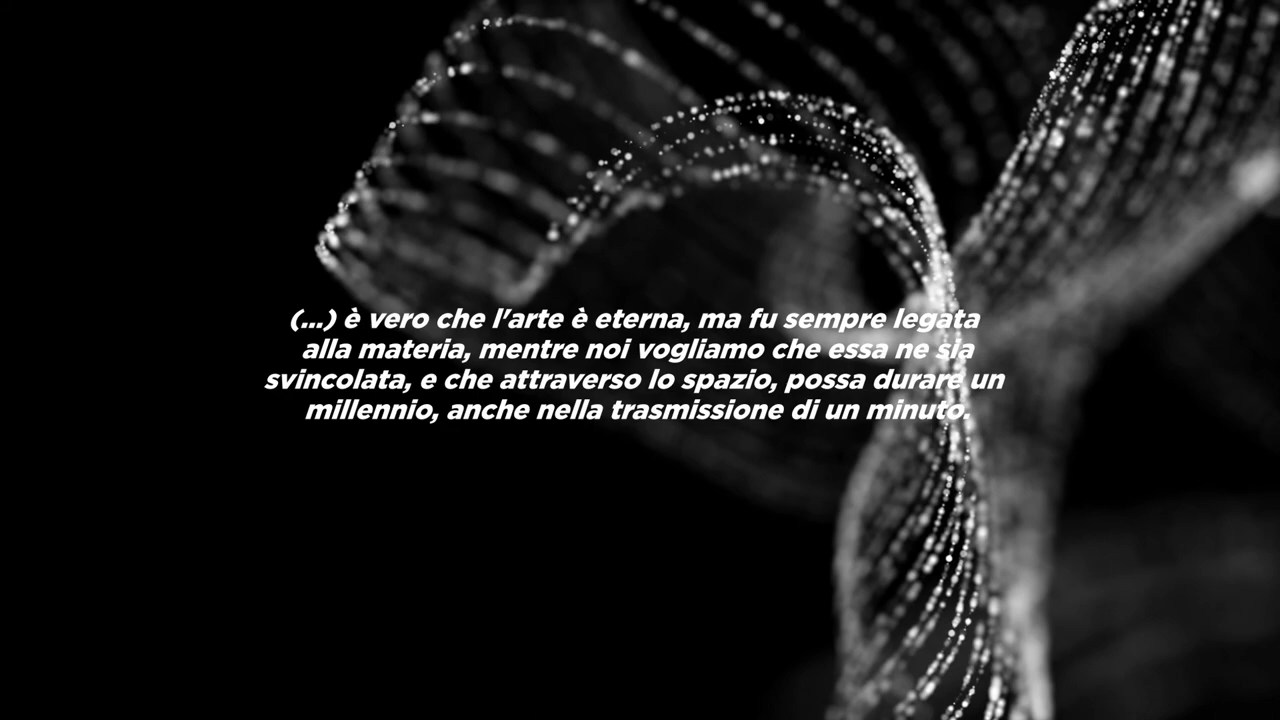 (...) è vero che l'arte è eterna, ma fu sempre legata
alla materia, mentre noi vogliamo che essa ne sia
svincolata, e che attraverso lo spazio, possa durare un
millennio, anche nella trasmissione di un minuto.